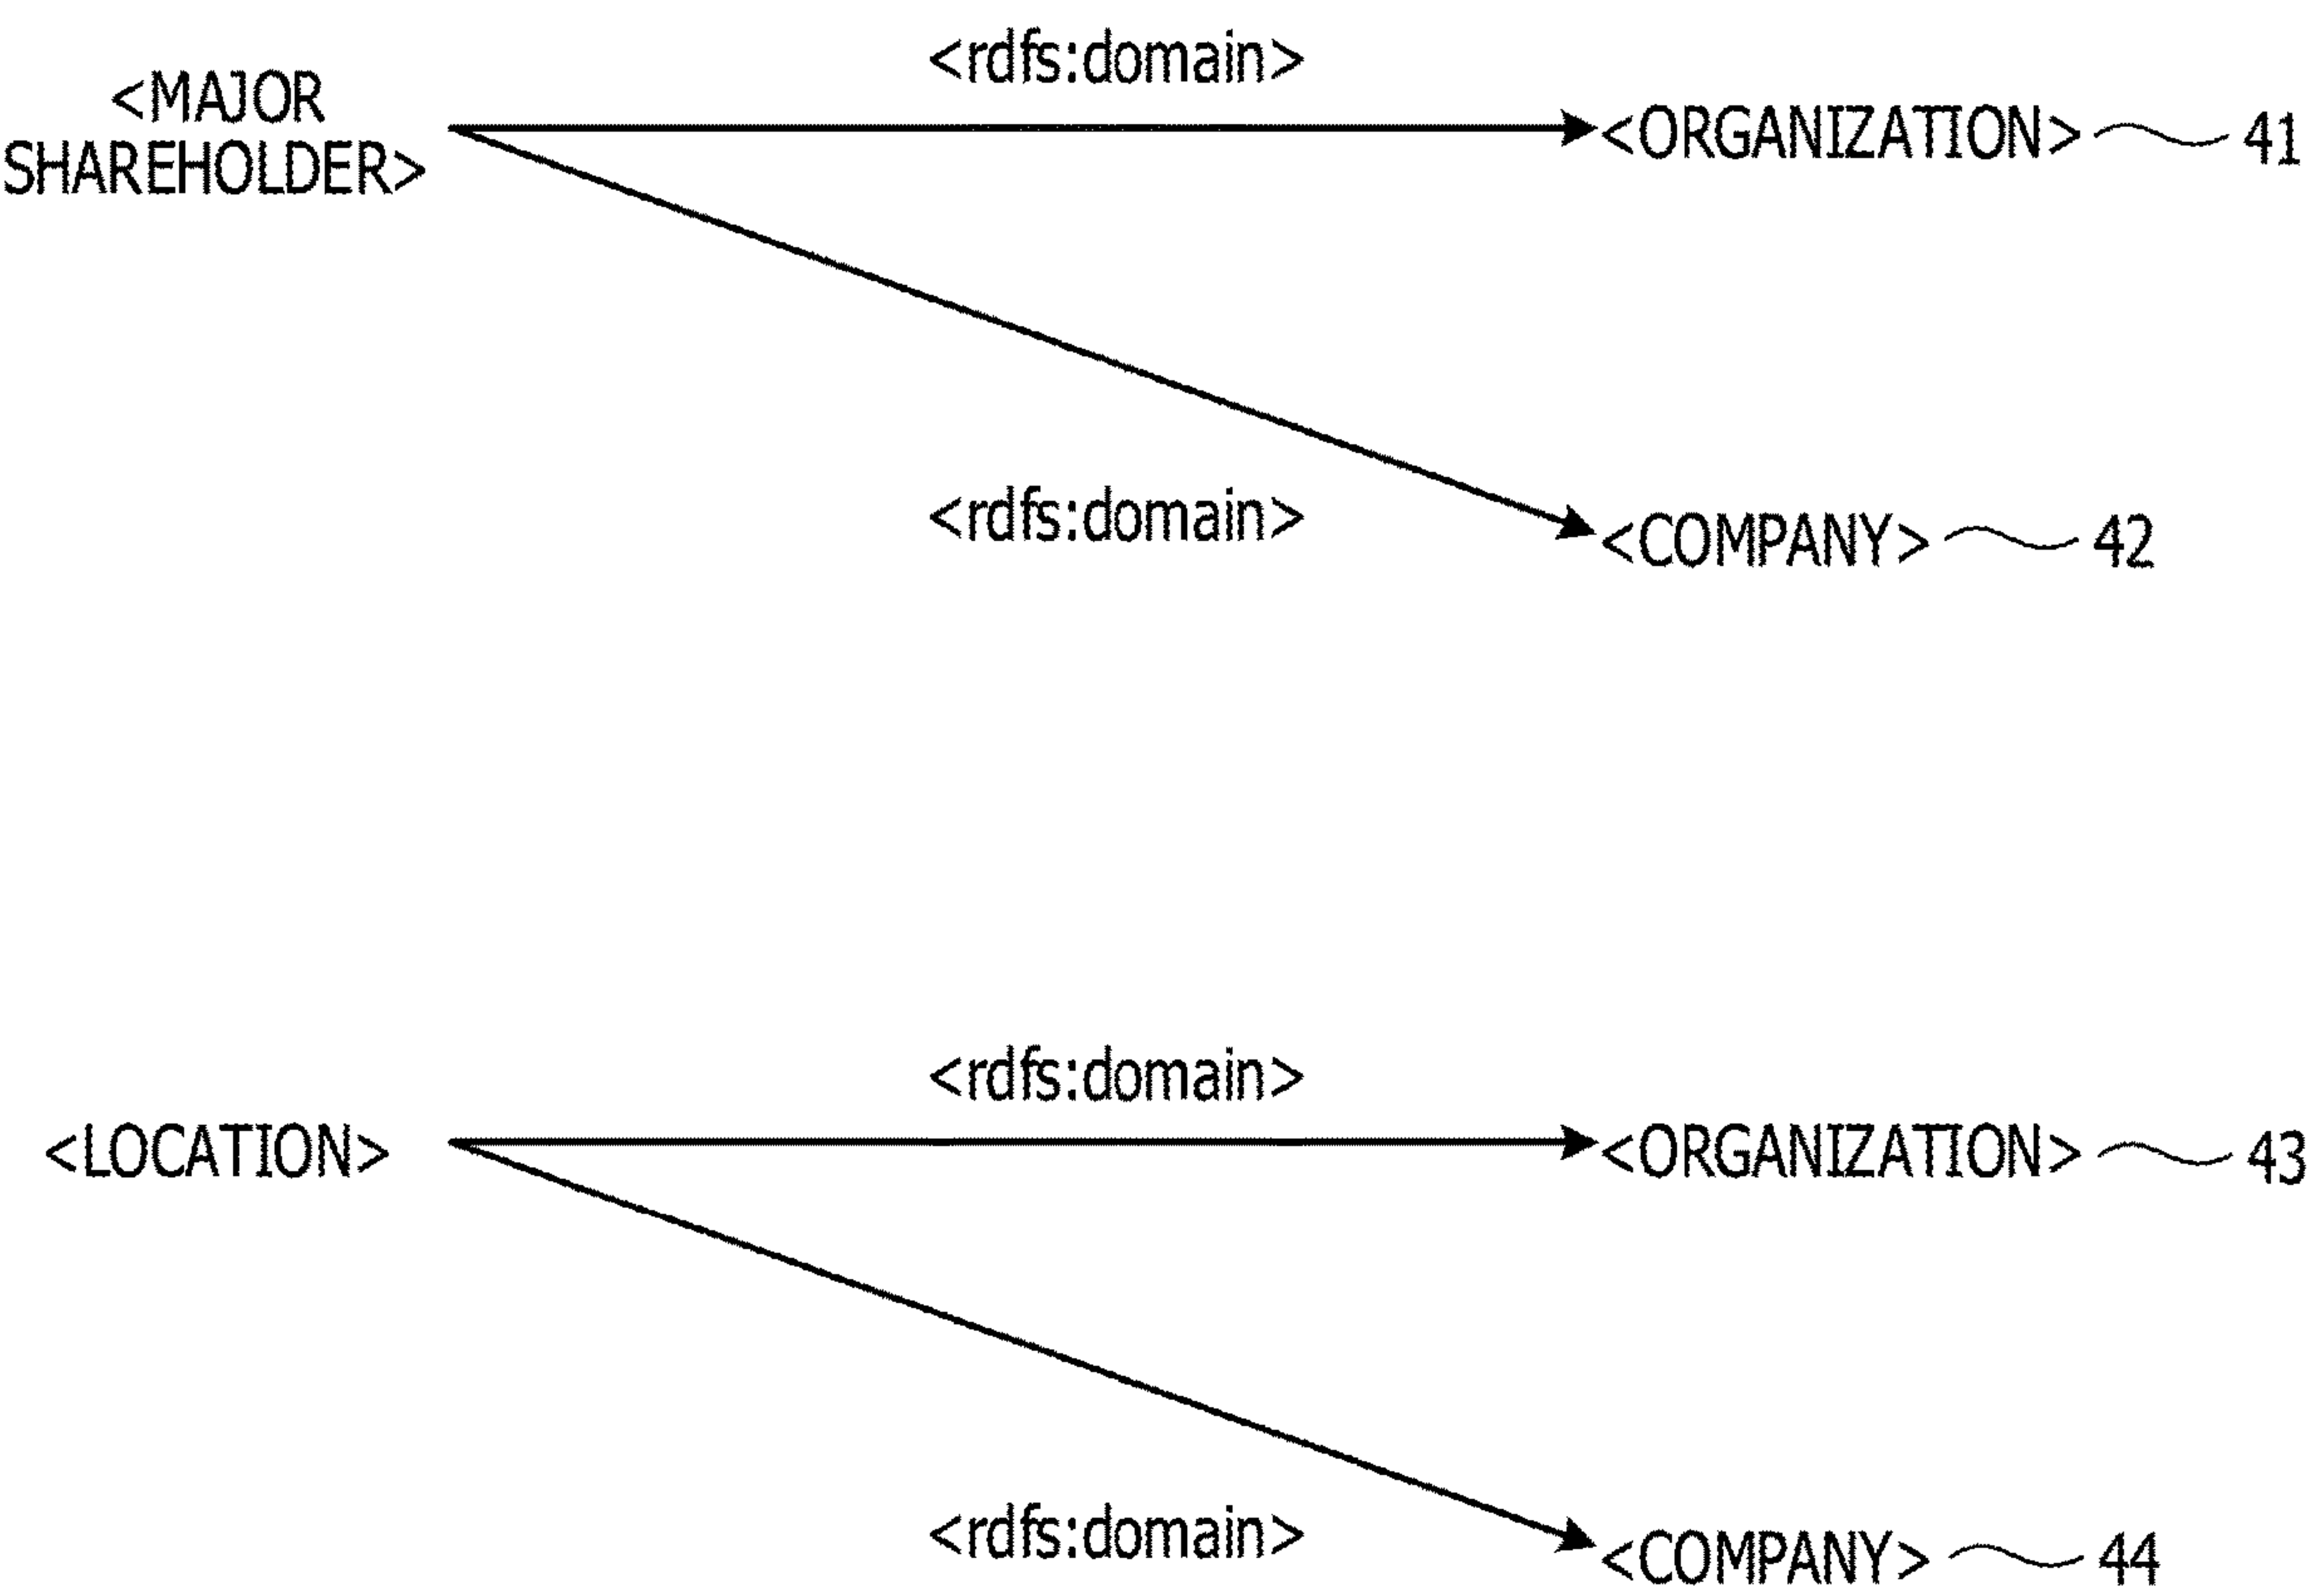 <rdfs:domain>
<MAJOR
SHAREHOLDER>
<ORGANIZATION> 41
<rdfs:domain>
<COMPANY> 42
<rdfs:domain>
<LOCATION>
<ORGANIZATION> 43
<rdfs:domain>
<COMPANY> 44